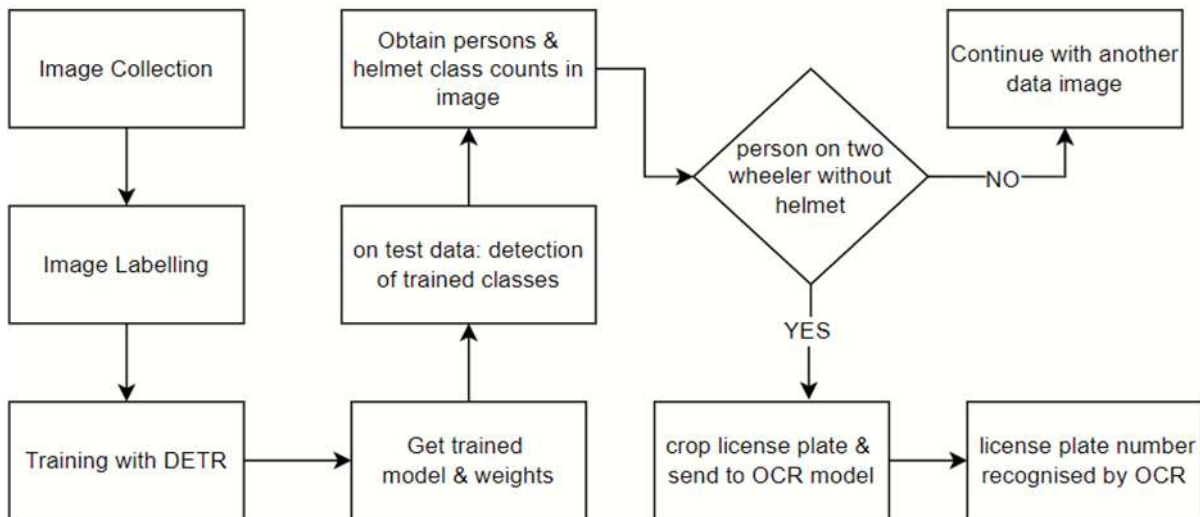 Image Collection
Image Labelling
Training with DETR
Get trained
model & weights
on test data: detection
of trained classes
Obtain persons &
helmet class counts in
image
person on two
wheeler without
helmet
NO
Continue with another
data image
YES
crop license plate &
send to OCR model
license plate number
recognised by OCR